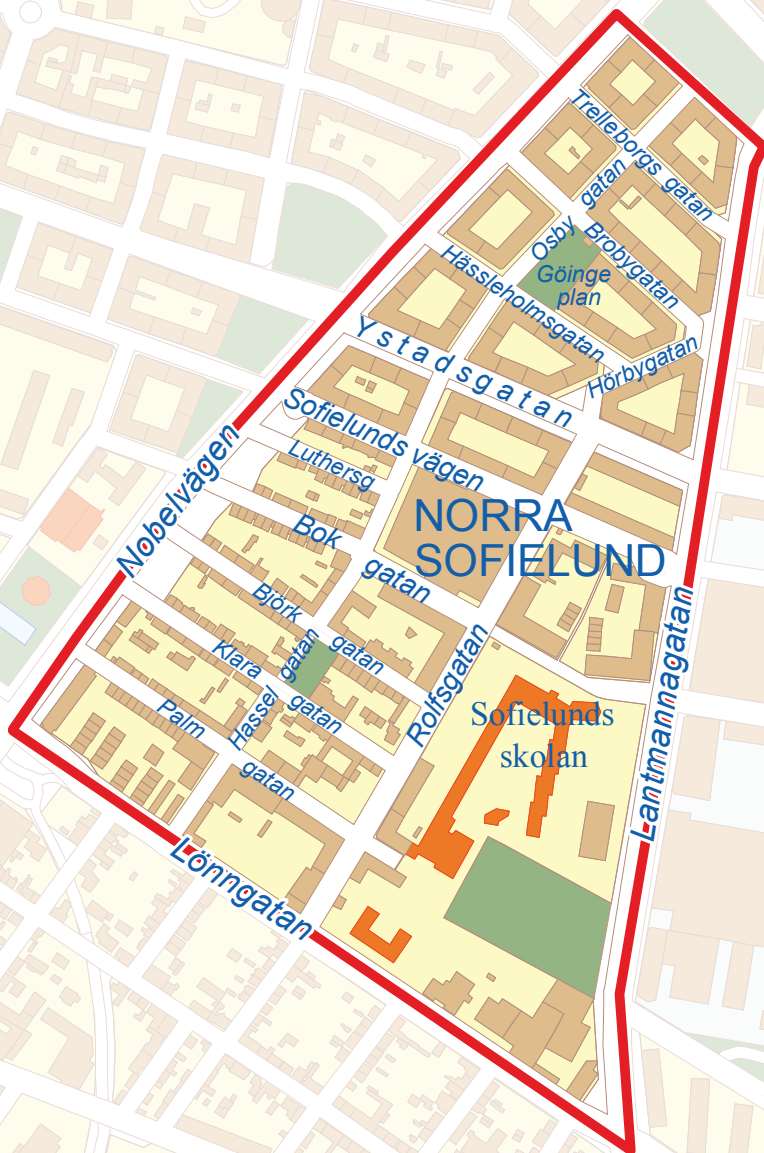 Trelleborgs gatan
Osby gatan
Brobygatan
Göinge
plan
Hässleholmsgatan
Hörbygatan
Ystadsgatan
Sofielunds vägen
Luthersg
Nobelvägen
Bok gatan
NORRA
SOFIELUND
Björk gatan
Klara gatan
Hassel gatan
Palm gatan
Rolfsgatan
Sofielunds
skolan
Lantmannagatan
Lönngatan